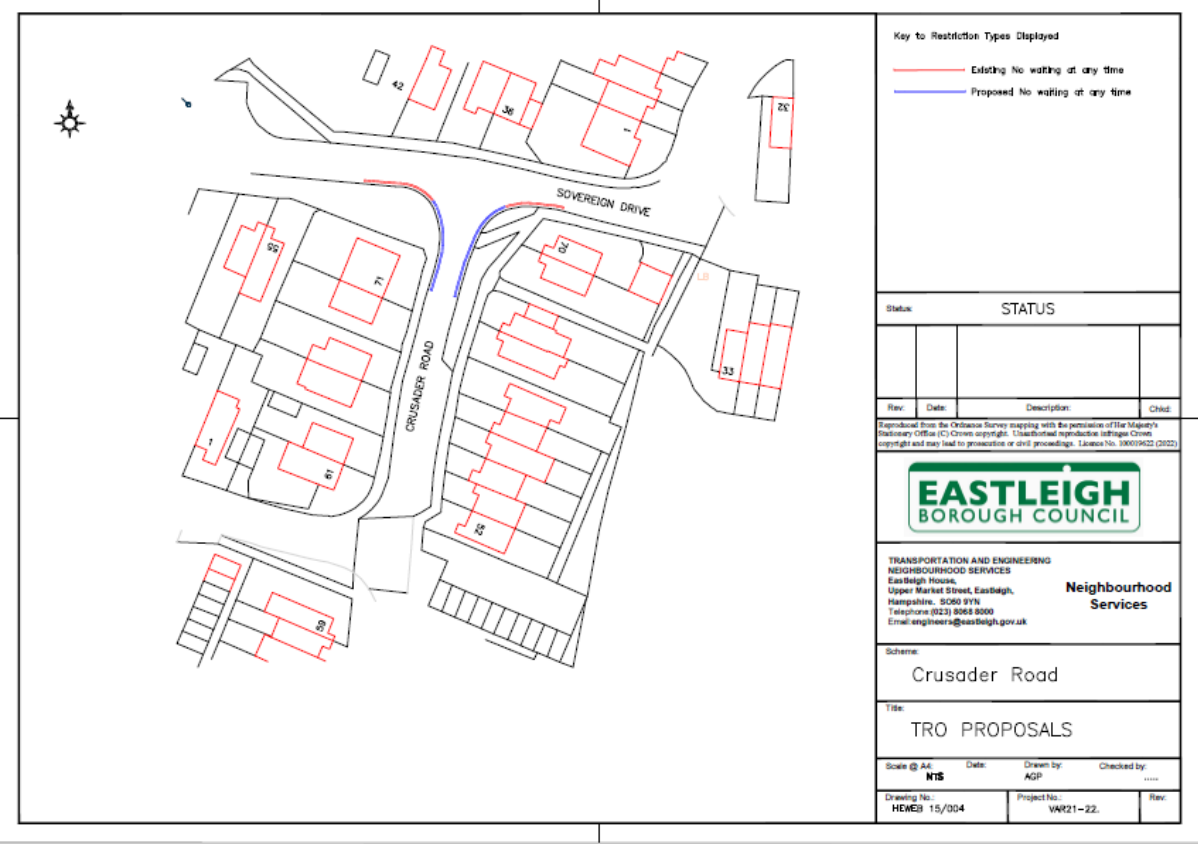 Key to Restriction Types Displayed
Existing No waiting at any time
Proposed No waiting at any time
42
36
1
32
SOVEREIGN DRIVE
55
71
70
LB
33
CRUSADER ROAD
1
61
52
59
Status:
STATUS
Rev:
Date:
Description:
Chkd:
Reproduced from the Ordnance Survey mapping with the permission of Her Majesty's
Stationery Office (C) Crown copyright. Unauthorised reproduction infringes Crown
copyright and may lead to prosecution or civil proceedings. Licence No. 100019622 (2022)
EASTLEIGH
BOROUGH COUNCIL
TRANSPORTATION AND ENGINEERING
NEIGHBOURHOOD SERVICES
Eastleigh House,
Upper Market Street, Eastleigh,
Hampshire. SO50 9YN
Telephone:(023) 8068 8000
Email:engineers@eastleigh.gov.uk
Neighbourhood
Services
Scheme:
Crusader Road
Title:
TRO PROPOSALS
Scale @ A4:
NTS
Date:
Drawn by:
AGP
Checked by:
.....
Drawing No.:
HEWEB 15/004
Project No.:
VAR21-22.
Rev: